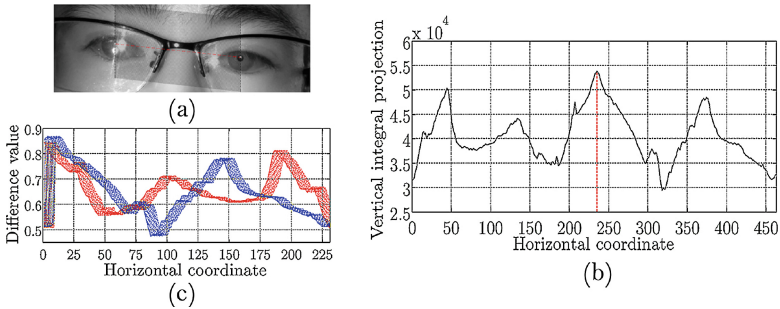 (a)
Difference value
0.9
0.8
0.7
0.6
0.5
0 25 50 75 100 125 150 175 200 225
Horizontal coordinate
(c)
Vertical integral projection
6 x 10⁴
5.5
5
4.5
4
3.5
3
2.5
0 50 100 150 200 250 300 350 400 450
Horizontal coordinate
(b)